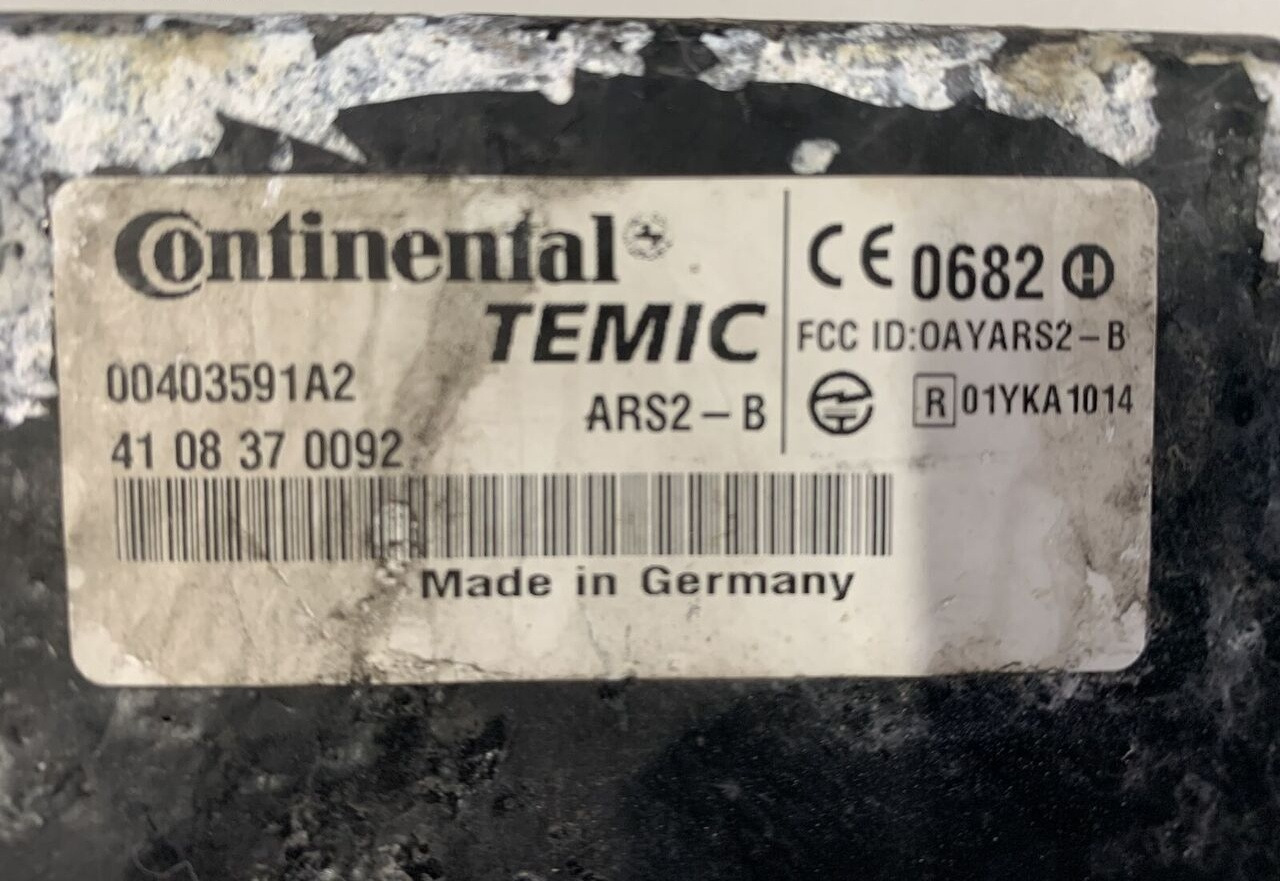 Continental
TEMIC
00403591A2
ARS2-B
41 08 37 0092
Made in Germany
CE 0682
FCC ID:OAYARS2-B
R 01YKA1014